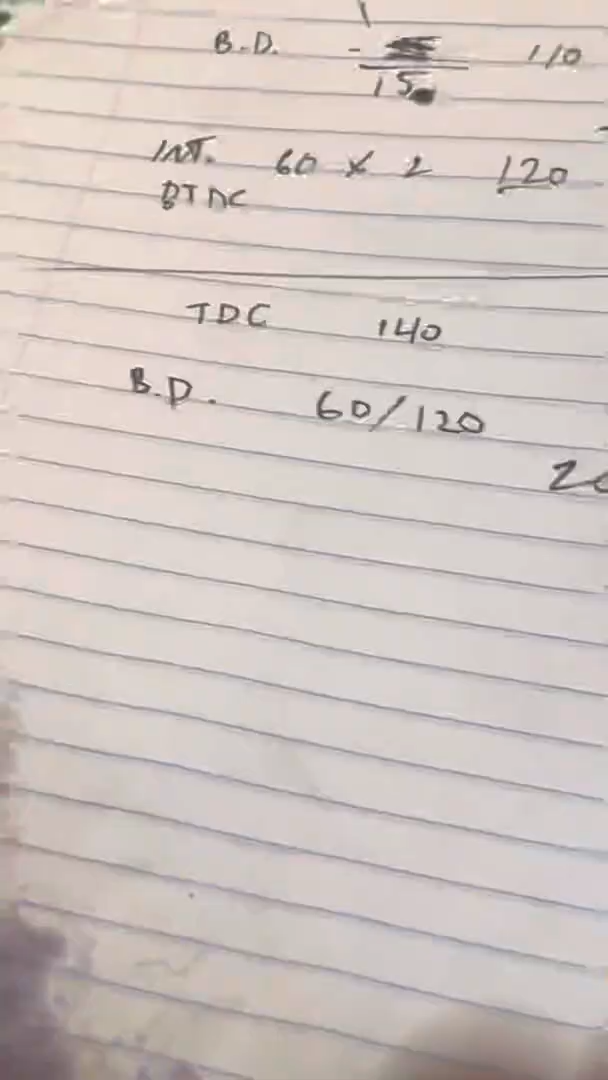 B.D. - 110
15
INT. 60 x 2 120
BTDC
TDC 140
B.D. 60/120